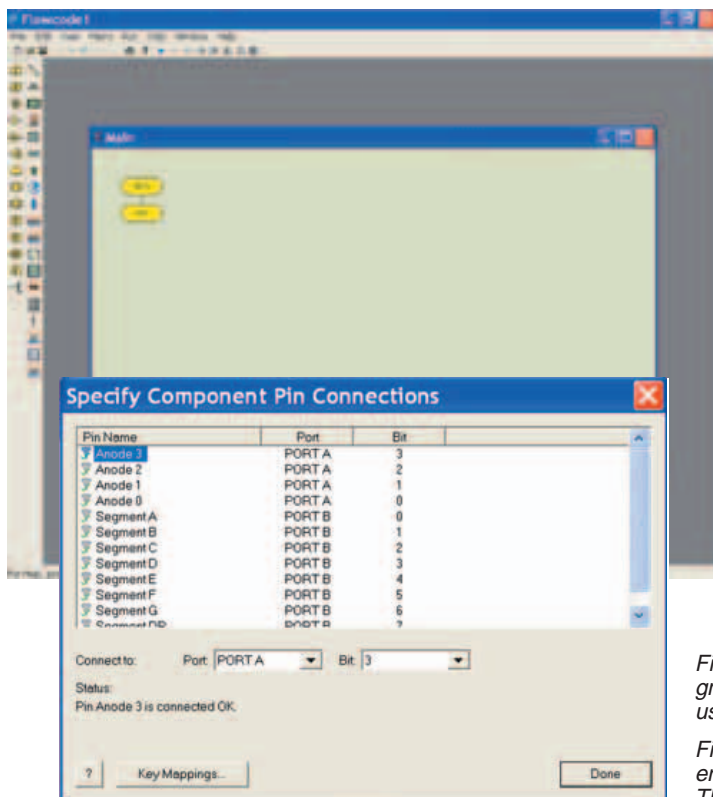 Flowcode
Main
Specify Component Pin Connections
Pin Name Port Bit
Anode 3 PORT A 3
Anode 2 PORT A 2
Anode 1 PORT A 1
Anode 0 PORT A 0
Segment A PORT B 0
Segment B PORT B 1
Segment C PORT B 2
Segment D PORT B 3
Segment E PORT B 4
Segment F PORT B 5
Segment G PORT B 6
Connect to: Port: PORT A Bit: 3
Status:
Pin Anode 3 is connected OK.
? Key Mappings... Done
gr
us
er